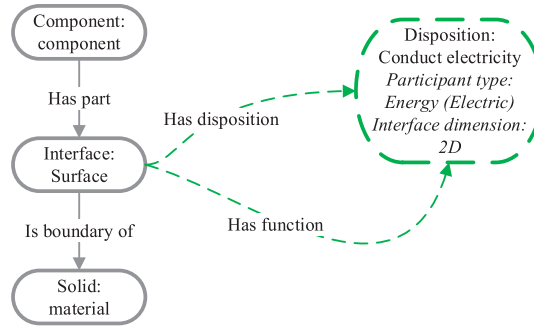 Component:
component
Has part
Interface:
Surface
Is boundary of
Solid:
material
Has disposition
Has function
Disposition:
Conduct electricity
Participant type:
Energy (Electric)
Interface dimension:
2D